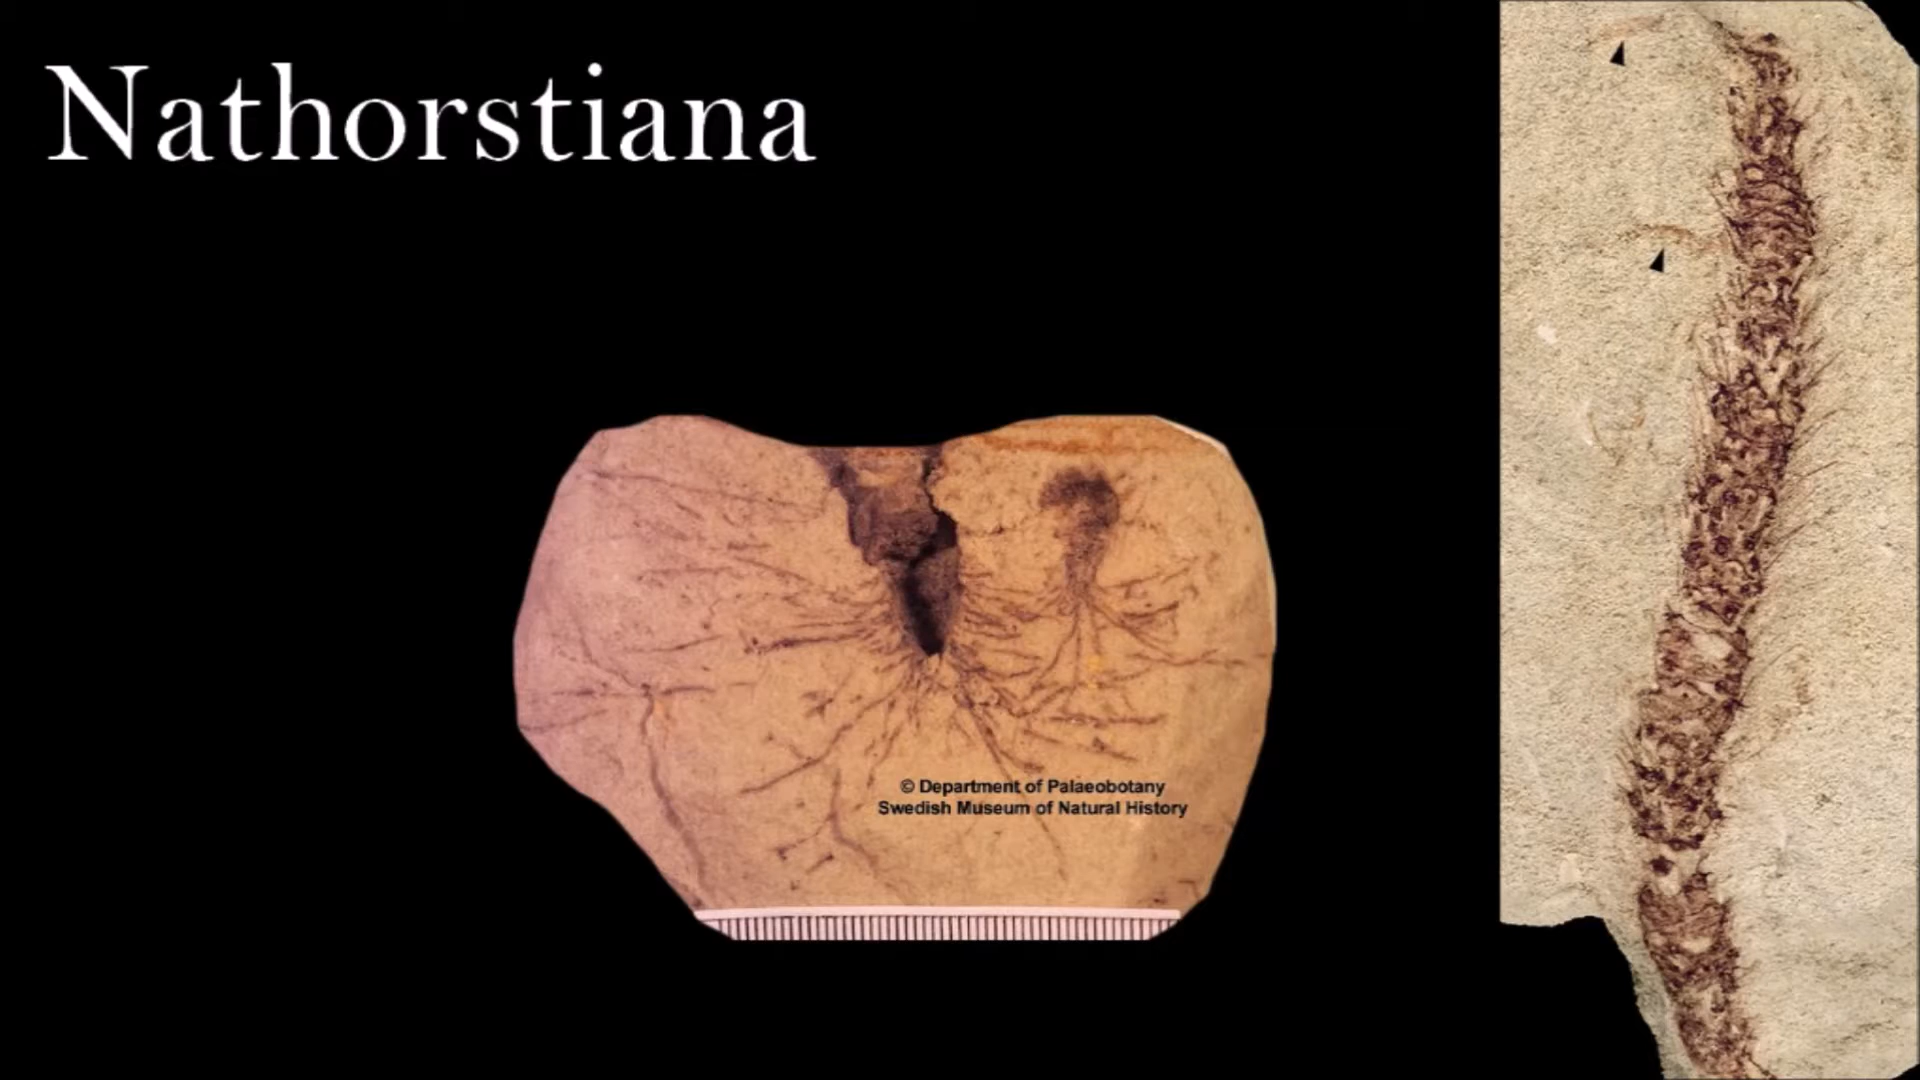 Nathorstiana
© Department of Palaeobotany
Swedish Museum of Natural History